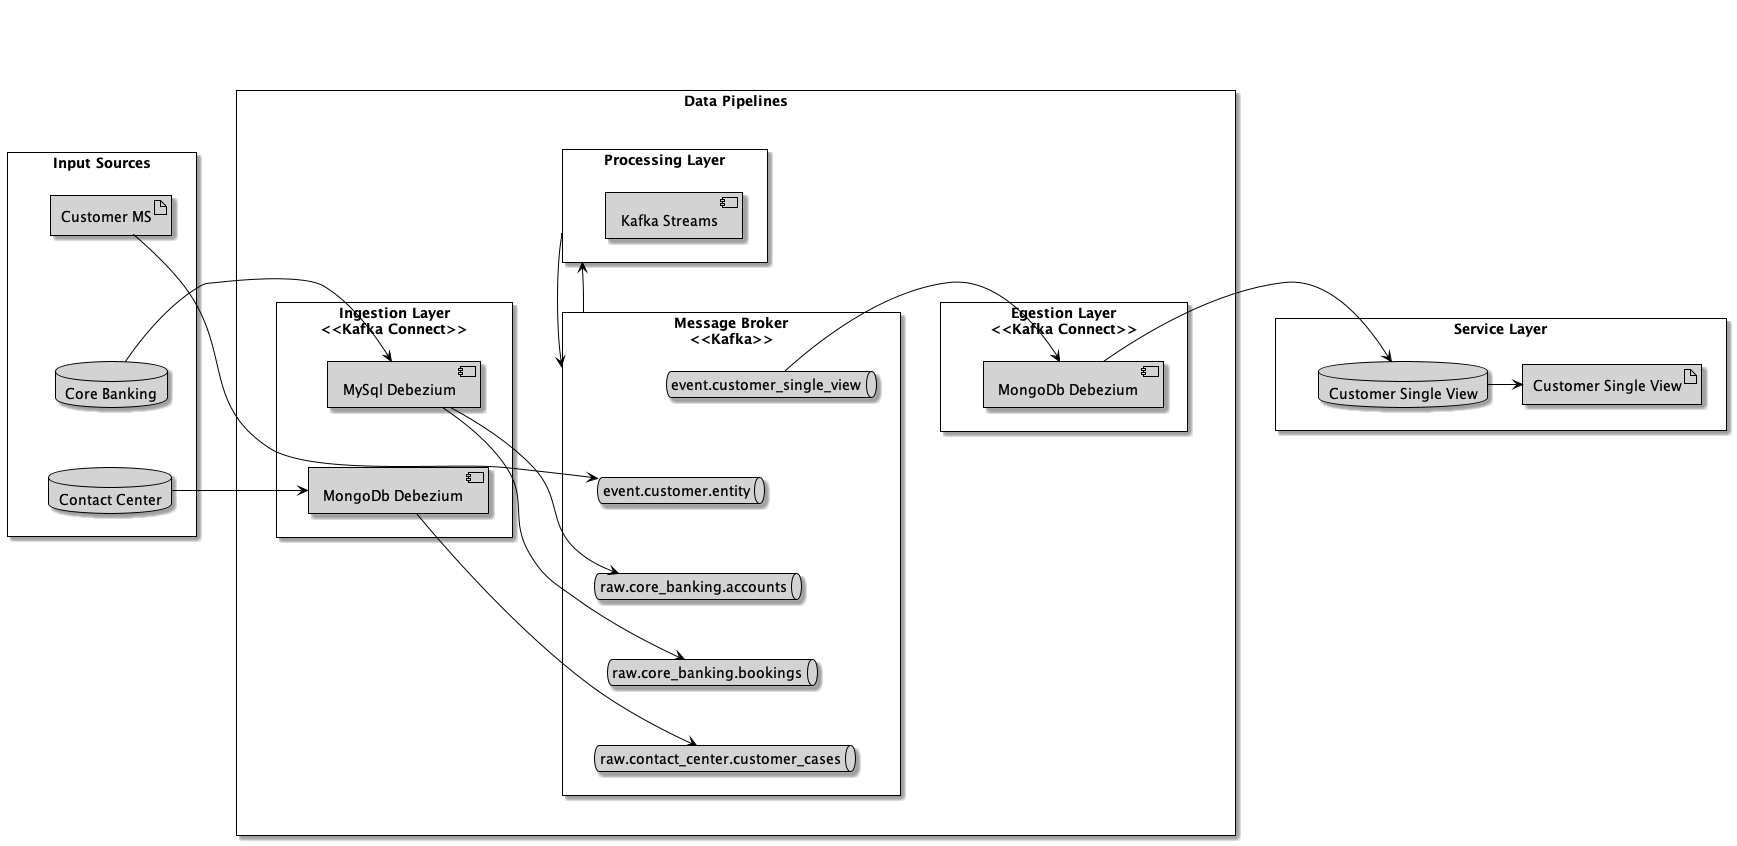 Data Pipelines
Input Sources
Customer MS
Core Banking
Contact Center
Processing Layer
Kafka Streams
Ingestion Layer
<<Kafka Connect>>
MySql Debezium
MongoDb Debezium
Message Broker
<<Kafka>>
event.customer_single_view
event.customer.entity
raw.core_banking.accounts
raw.core_banking.bookings
raw.contact_center.customer_cases
Egestion Layer
<<Kafka Connect>>
MongoDb Debezium
Service Layer
Customer Single View
Customer Single View